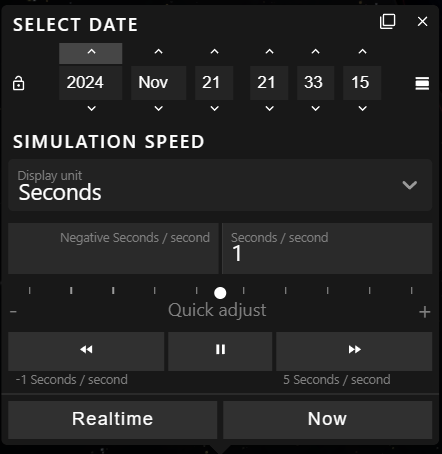 SELECT DATE
2024 Nov 21 21 33 15
SIMULATION SPEED
Display unit
Seconds
Negative Seconds / second Seconds / second
1
- Quick adjust +
-1 Seconds / second 5 Seconds / second
Realtime Now